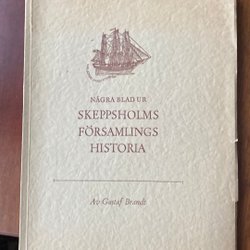 NÅGRA BLAD UR
SKEPPSHOLMS
FÖRSAMLINGS
HISTORIA
Av Gustaf Brandt